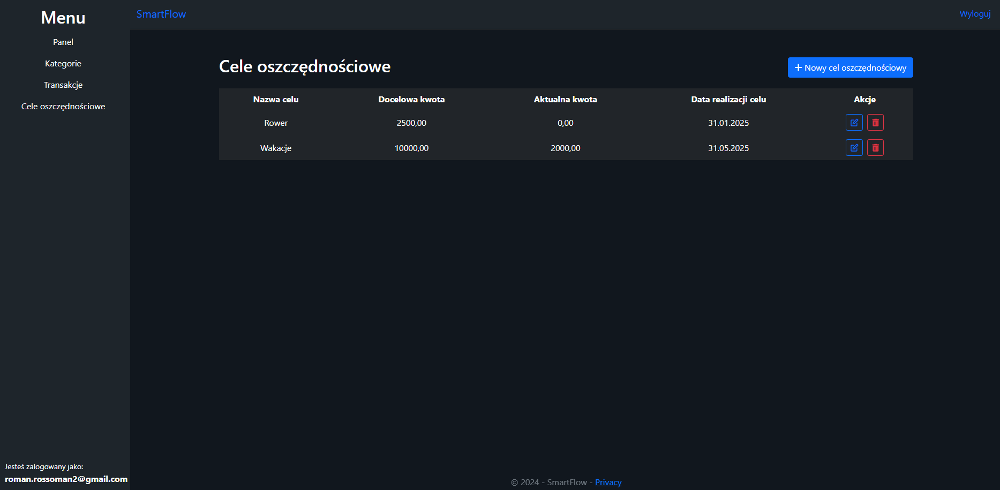 Menu
Panel
Kategorie
Transakcje
Cele oszczędnościowe
Jesteś zalogowany jako:
roman.rossoman2@gmail.com
SmartFlow
Wyloguj
Cele oszczędnościowe
Nowy cel oszczędnościowy
Nazwa celu Docelowa kwota Aktualna kwota Data realizacji celu Akcje
Rower 2500,00 0,00 31.01.2025
Wakacje 10000,00 2000,00 31.05.2025
© 2024 - SmartFlow - Privacy